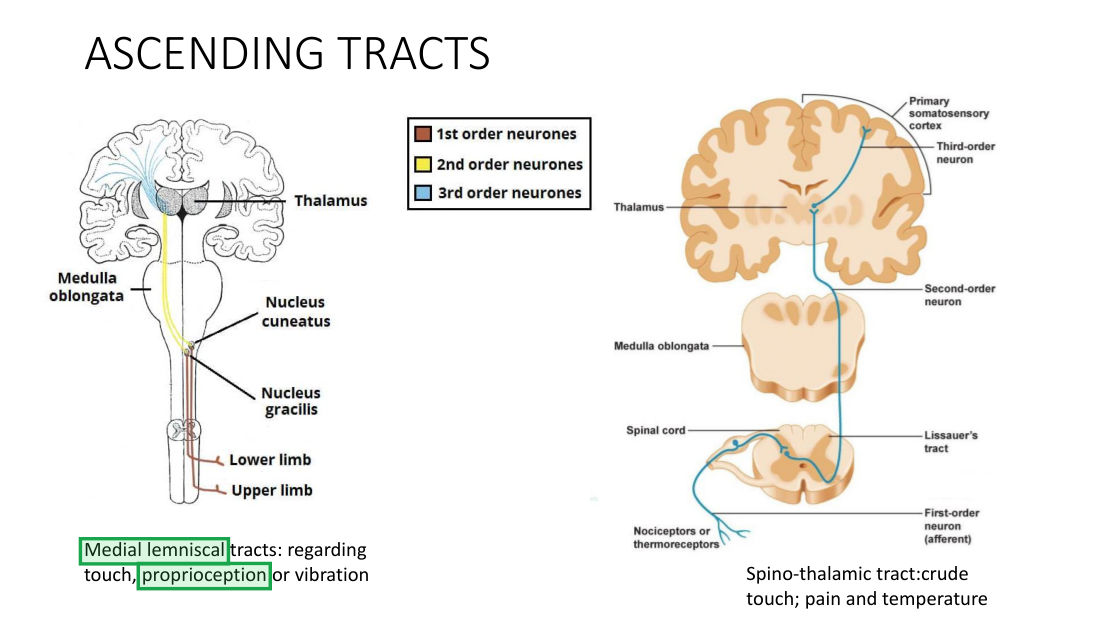 ASCENDING TRACTS
1st order neurones
2nd order neurones
3rd order neurones
Thalamus
Medulla
oblongata
Nucleus
cuneatus
Nucleus
gracilis
Lower limb
Upper limb
Medial lemniscal tracts: regarding
touch, proprioception or vibration
Primary
somatosensory
cortex
Third-order
neuron
Thalamus
Second-order
neuron
Medulla oblongata
Spinal cord
Lissauer’s
tract
First-order
neuron
(afferent)
Nociceptors or
thermoreceptors
Spino-thalamic tract:crude
touch; pain and temperature